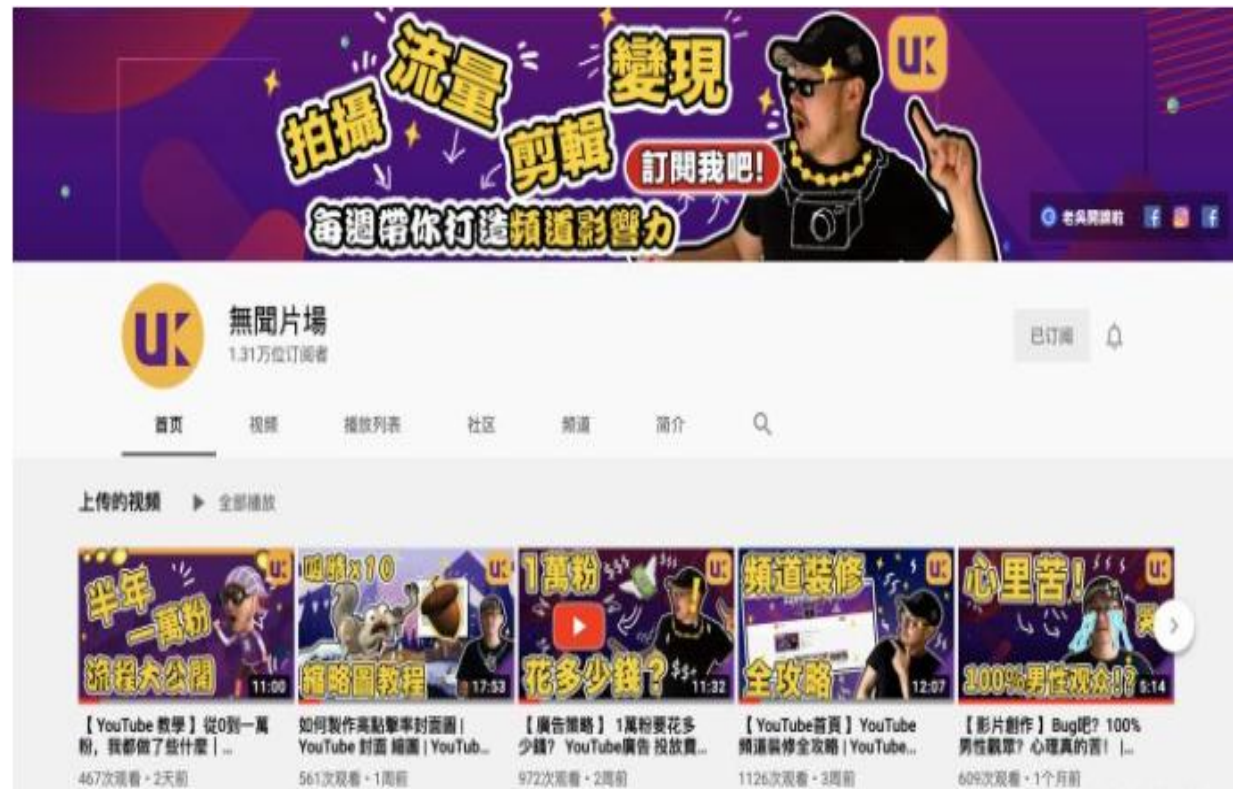 拍攝
流量
剪輯
變現
訂閱我吧!
每週帶你打造頻道影響力
UK
老吳開講啦
UK
無聞片場
1.31万位订阅者
已订阅
首页 视频 播放列表 社区 频道 简介
上传的视频 全部播放
半年
一萬粉
流程大公開
UK
11:00
縮略圖教程
UK
17:53
1萬粉
花多少錢?
UK
11:32
頻道裝修
全攻略
UK
12:07
心里苦!
100%男性观众!?
UK
5:14
【 YouTube 教學 】從0到一萬
粉，我都做了些什麼 | ...
467次观看・2天前
如何製作高點擊率封面圖 |
YouTube 封面 縮圖 | YouTub...
561次观看・1周前
【 廣告策略 】 1萬粉要花多
少錢? YouTube廣告 投放費...
972次观看・2周前
【 YouTube首頁 】YouTube
頻道裝修全攻略 | YouTube...
1126次观看・3周前
【 影片創作 】Bug吧? 100%
男性觀眾? 心理真的苦! |...
609次观看・1个月前